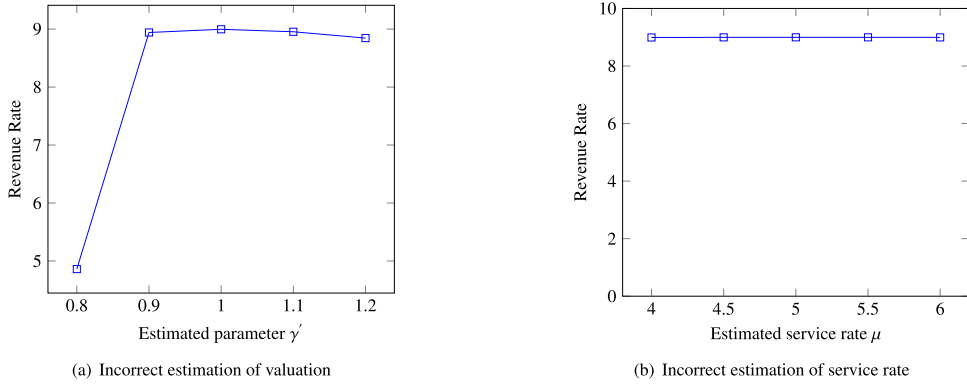 9
8
7
6
5
Revenue Rate
0.8 0.9 1 1.1 1.2
Estimated parameter γ′
(a) Incorrect estimation of valuation
10
8
6
4
2
0
Revenue Rate
4 4.5 5 5.5 6
Estimated service rate μ
(b) Incorrect estimation of service rate